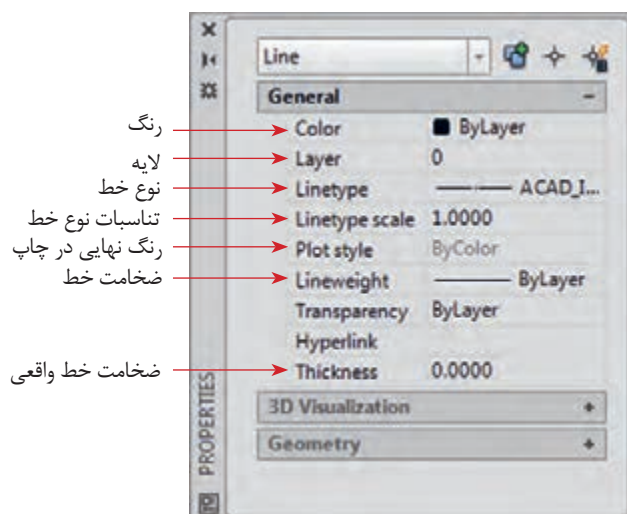 Line
General
رنگ Color ByLayer
لایه Layer 0
نوع خط Linetype ACAD_I...
تناسبات نوع خط Linetype scale 1.0000
رنگ نهایی در چاپ Plot style ByColor
ضخامت خط Lineweight ByLayer
Transparency ByLayer
Hyperlink
ضخامت خط واقعی Thickness 0.0000
3D Visualization
Geometry
PROPERTIES